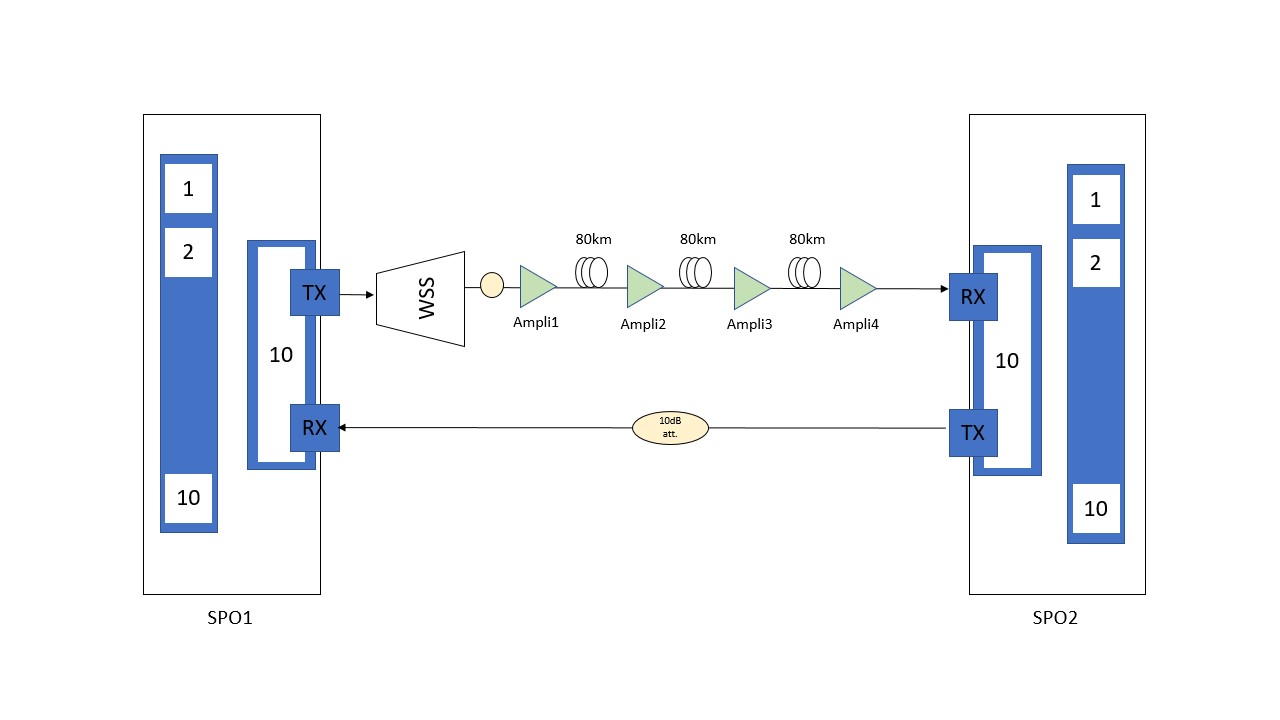 1
2
10
SPO1
TX
10
RX
WSS
80km
80km
80km
Ampli1
Ampli2
Ampli3
Ampli4
10dB
att.
RX
10
TX
1
2
10
SPO2